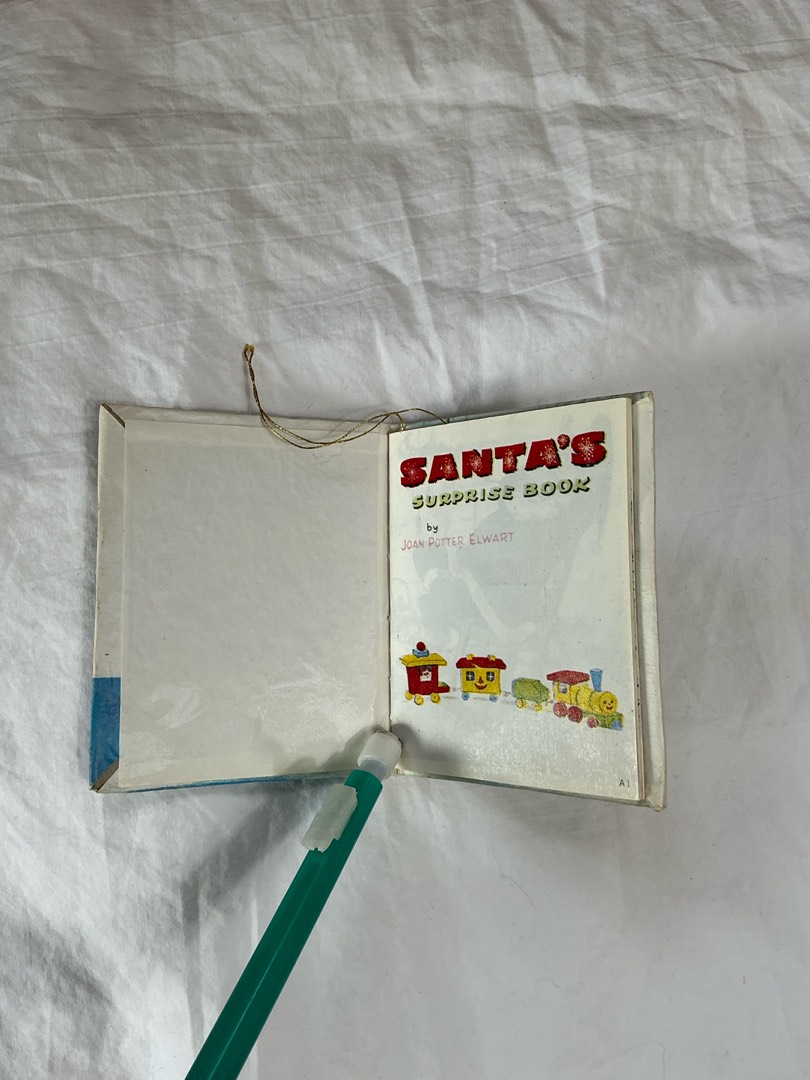 SANTA'S
SURPRISE BOOK
by
JOAN POTTER ELWART
A1